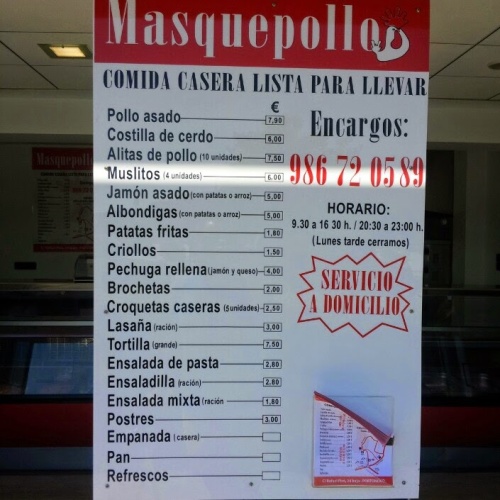 Masquepollo
COMIDA CASERA LISTA PARA LLEVAR
€
Pollo asado 7,90
Costilla de cerdo 6,00
Alitas de pollo (10 unidades) 7,50
Muslitos (4 unidades) 6,00
Jamón asado (con patatas o arroz) 5,00
Albondigas (con patatas o arroz) 5,00
Patatas fritas 1,80
Criollos 1.50
Pechuga rellena (jamón y queso) 4,00
Brochetas 2.00
Croquetas caseras (5 unidades) 2,50
Lasaña (ración) 3,00
Tortilla (grande) 7.50
Ensalada de pasta 2,80
Ensaladilla (ración) 2,80
Ensalada mixta (ración 1,80
Postres 3.00
Empanada (casera)
Pan
Refrescos
Encargos:
986 72 05 89
HORARIO:
9.30 a 16 30 h. / 20:30 a 23:00 h.
(Lunes tarde cerramos)
SERVICIO
A DOMICILIO
Masquepollo